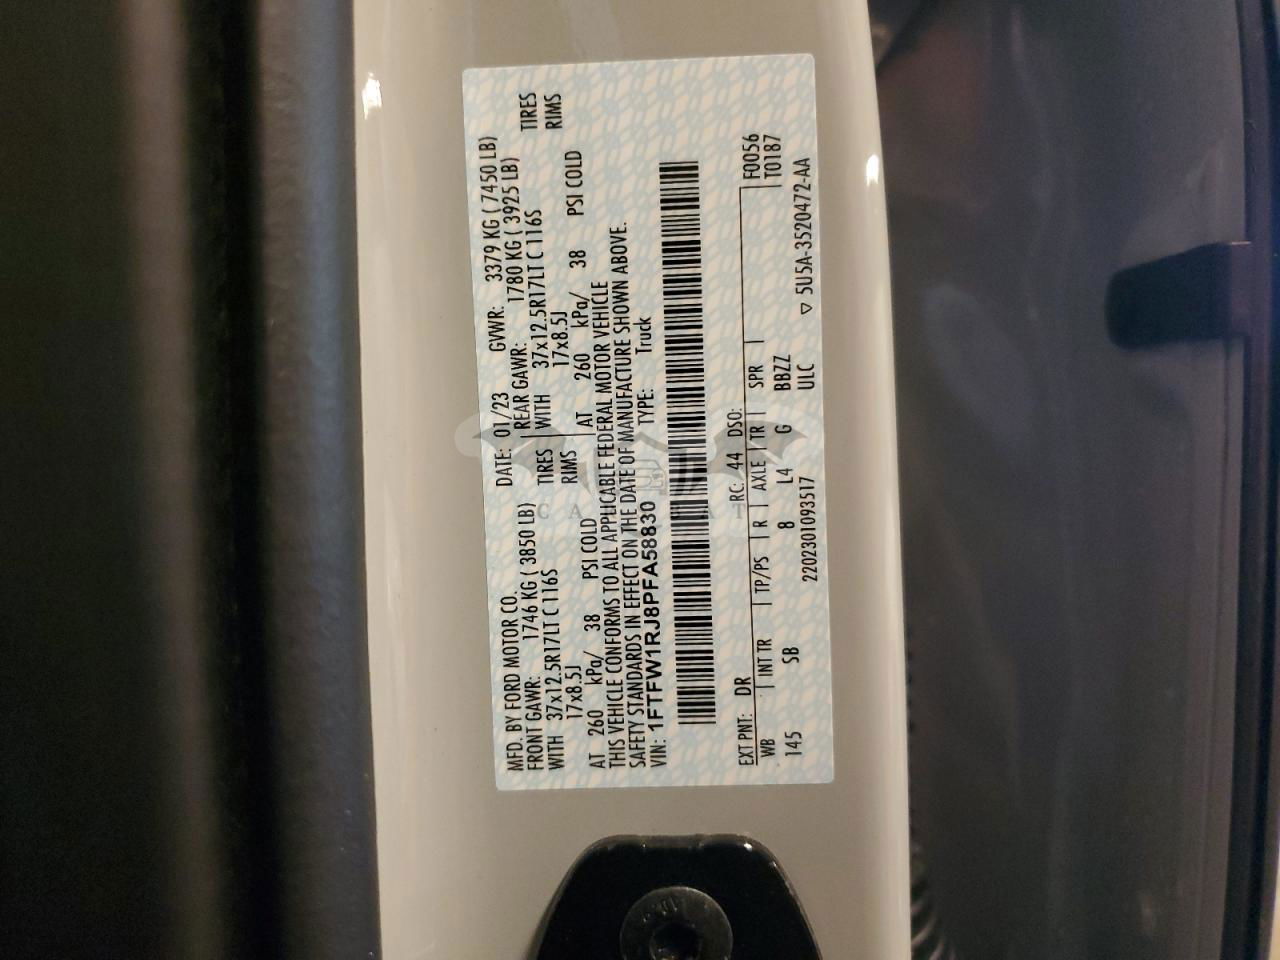 MFD. BY FORD MOTOR CO. DATE: 01/23 GVWR: 3379 KG ( 7450 LB)
FRONT GAWR: 1746 KG ( 3850 LB) REAR GAWR: 1780 KG ( 3925 LB)
WITH 37x12.5R17LT C 116S TIRES WITH 37x12.5R17LT C 116S TIRES
17x8.5J RIMS 17x8.5J RIMS
AT 260 kPa/ 38 PSI COLD AT 260 kPa/ 38 PSI COLD
THIS VEHICLE CONFORMS TO ALL APPLICABLE FEDERAL MOTOR VEHICLE
SAFETY STANDARDS IN EFFECT ON THE DATE OF MANUFACTURE SHOWN ABOVE.
VIN: 1FTFW1RJ8PFA58830 TYPE: Truck
EXT PNT: DR RC: 44 DSO: F0056
WB INT TR TP/PS R AXLE TR SPR T0187
145 SB 8 L4 G BBZZ
2202301093517 ULC ▽ 5U5A-3520472-AA